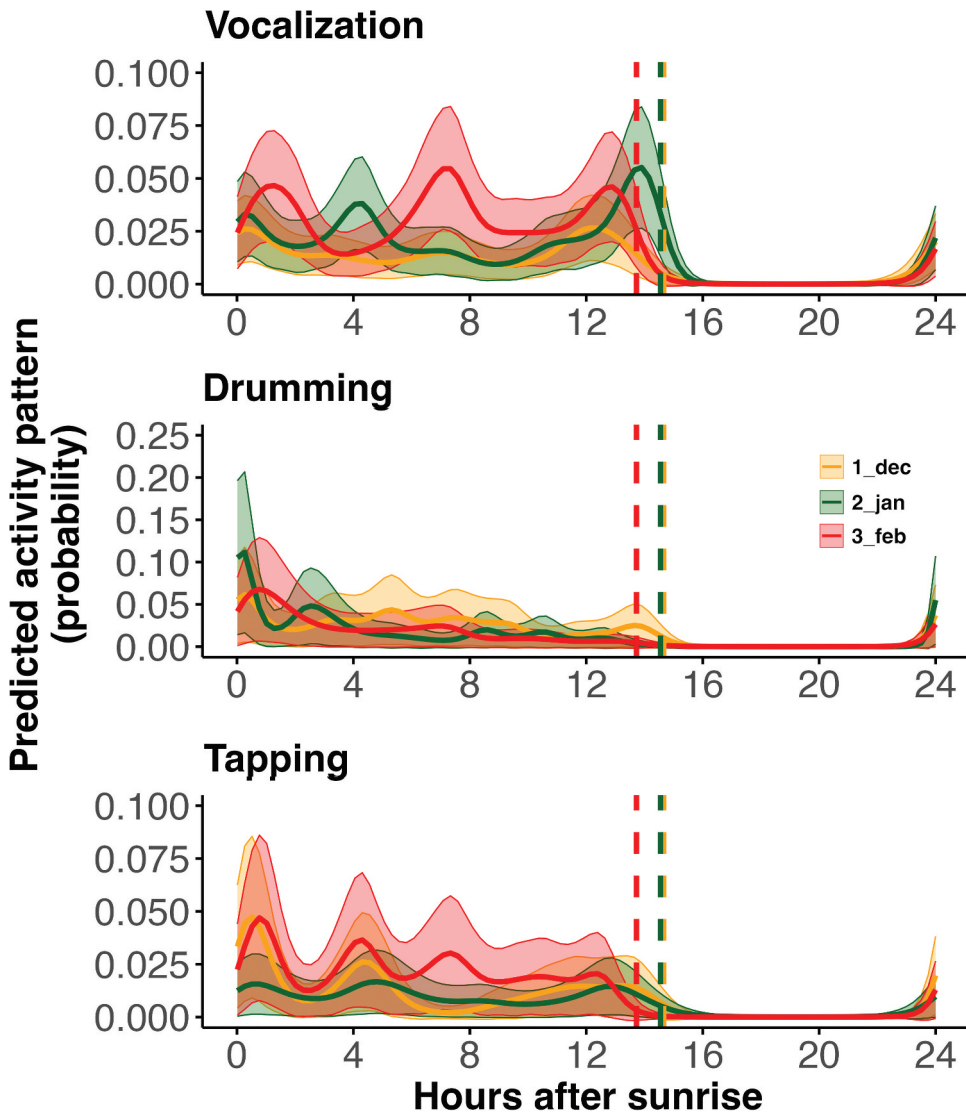 Vocalization
0.100
0.075
0.050
0.025
0.000
0 4 8 12 16 20 24
Drumming
0.25
0.20
0.15
0.10
0.05
0.00
1_dec
2_jan
3_feb
0 4 8 12 16 20 24
Tapping
0.100
0.075
0.050
0.025
0.000
0 4 8 12 16 20 24
Hours after sunrise
Predicted activity pattern
(probability)